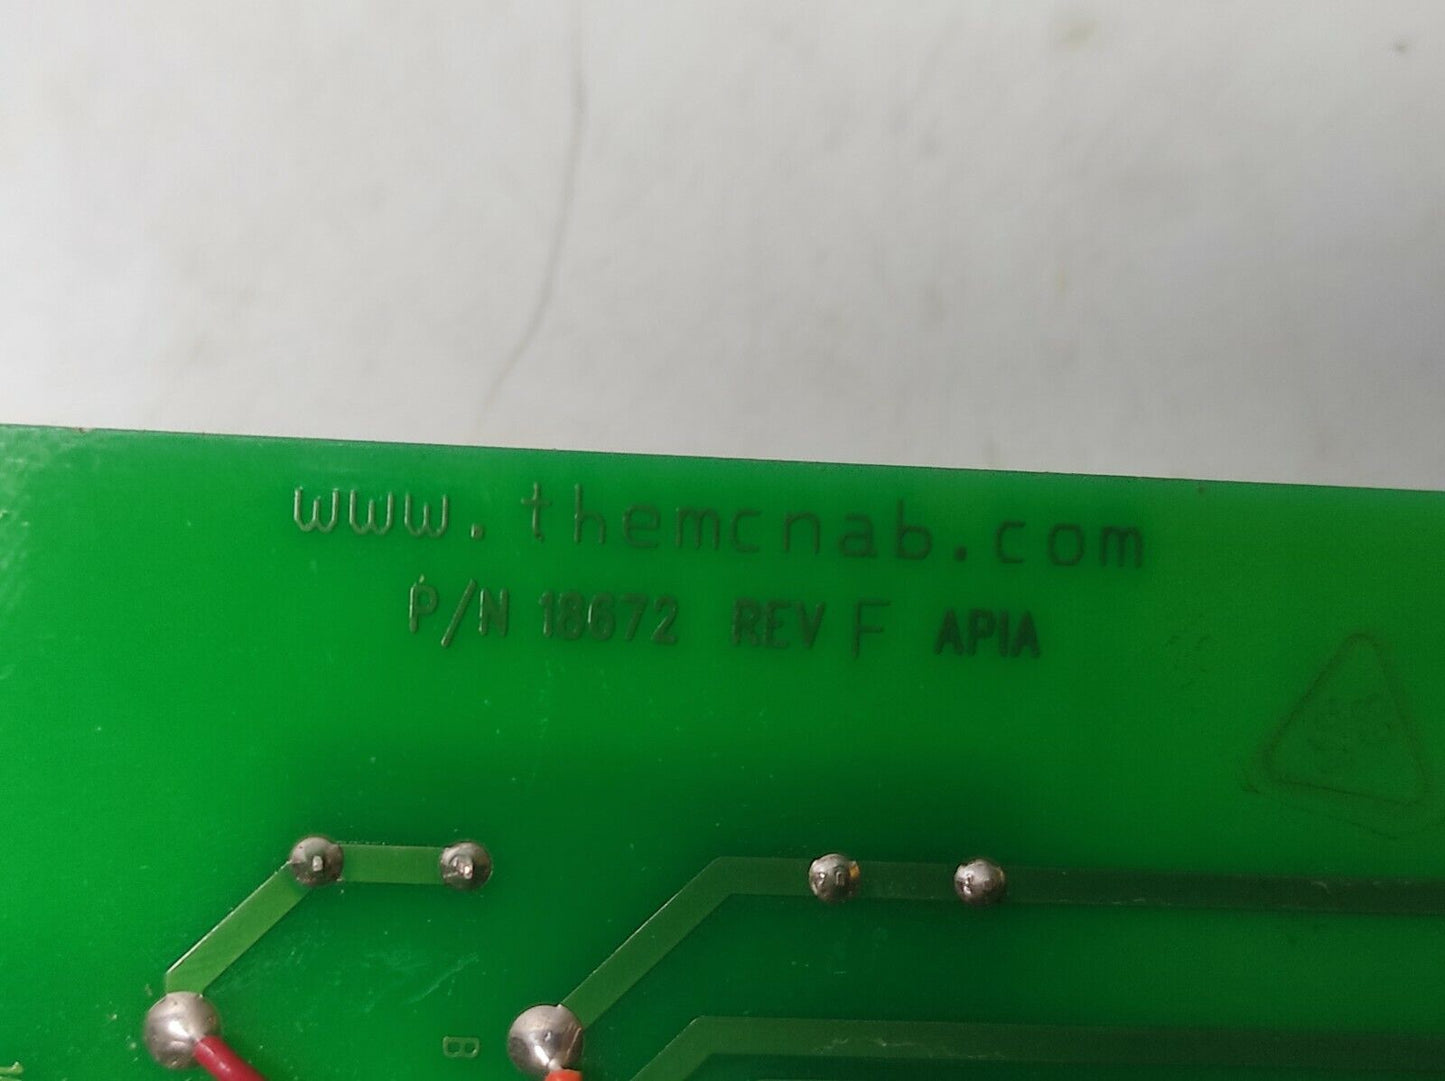 www.themcnab.com
P/N 18672 REV F APIA
B